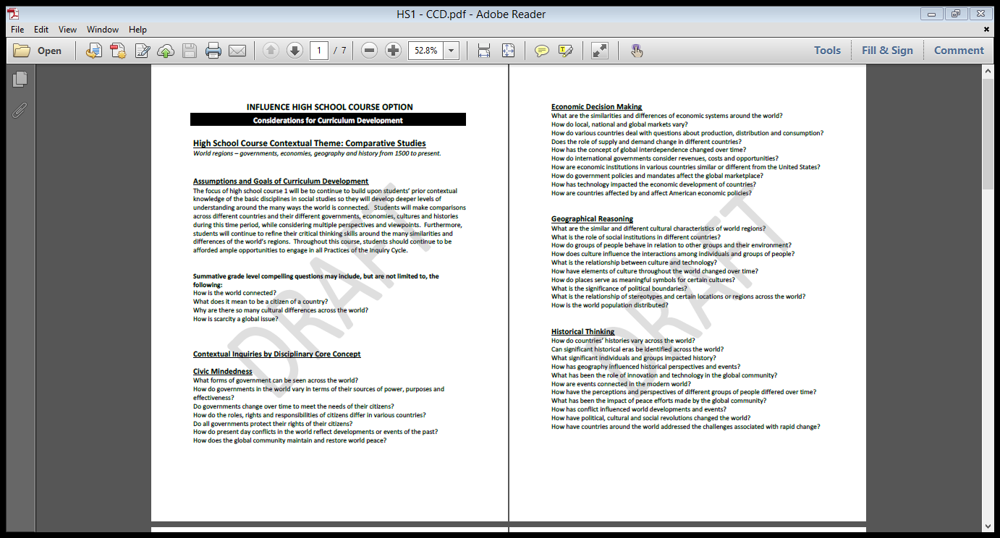 HS1 - CCD.pdf - Adobe Reader
File Edit View Window Help
Open 1 / 7 52.8% Tools Fill & Sign Comment
INFLUENCE HIGH SCHOOL COURSE OPTION
Considerations for Curriculum Development
High School Course Contextual Theme: Comparative Studies
World regions – governments, economies, geography and history from 1500 to present.
Assumptions and Goals of Curriculum Development
The focus of high school course 1 will be to continue to build upon students' prior contextual
knowledge of the basic disciplines in social studies so they will develop deeper levels of
understanding around the many ways the world is connected. Students will make comparisons
across different countries and their different governments, economies, cultures and histories
during this time period, while considering multiple perspectives and viewpoints. Furthermore,
students will continue to refine their critical thinking skills around the many similarities and
differences of the world's regions. Throughout this course, students should continue to be
afforded ample opportunities to engage in all Practices of the Inquiry Cycle.
Summative grade level compelling questions may include, but are not limited to, the
following:
How is the world connected?
What does it mean to be a citizen of a country?
Why are there so many cultural differences across the world?
How is scarcity a global issue?
Contextual Inquiries by Disciplinary Core Concept
Civic Mindedness
What forms of government can be seen across the world?
How do governments in the world vary in terms of their sources of power, purposes and
effectiveness?
Do governments change over time to meet the needs of their citizens?
How do the roles, rights and responsibilities of citizens differ in various countries?
Do all governments protect their rights of their citizens?
How do present day conflicts in the world reflect developments or events of the past?
How does the global community maintain and restore world peace?
DRAFT
Economic Decision Making
What are the similarities and differences of economic systems around the world?
How do local, national and global markets vary?
How do various countries deal with questions about production, distribution and consumption?
Does the role of supply and demand change in different countries?
How has the concept of global interdependence changed over time?
How do international governments consider revenues, costs and opportunities?
How are economic institutions in various countries similar or different from the United States?
How do government policies and mandates affect the global marketplace?
How has technology impacted the economic development of countries?
How are countries affected by and affect American economic policies?
Geographical Reasoning
What are the similar and different cultural characteristics of world regions?
What is the role of social institutions in different countries?
How do groups of people behave in relation to other groups and their environment?
How does culture influence the interactions among individuals and groups of people?
What is the relationship between culture and technology?
How have elements of culture throughout the world changed over time?
How do places serve as meaningful symbols for certain cultures?
What is the significance of political boundaries?
What is the relationship of stereotypes and certain locations or regions across the world?
How is the world population distributed?
Historical Thinking
How do countries' histories vary across the world?
Can significant historical eras be identified across the world?
What significant individuals and groups impacted history?
How has geography influenced historical perspectives and events?
What has been the role of innovation and technology in the global community?
How are events connected in the modern world?
How have the perceptions and perspectives of different groups of people differed over time?
What has been the impact of peace efforts made by the global community?
How has conflict influenced world developments and events?
How have political, cultural and social revolutions changed the world?
How have countries around the world addressed the challenges associated with rapid change?
DRAFT